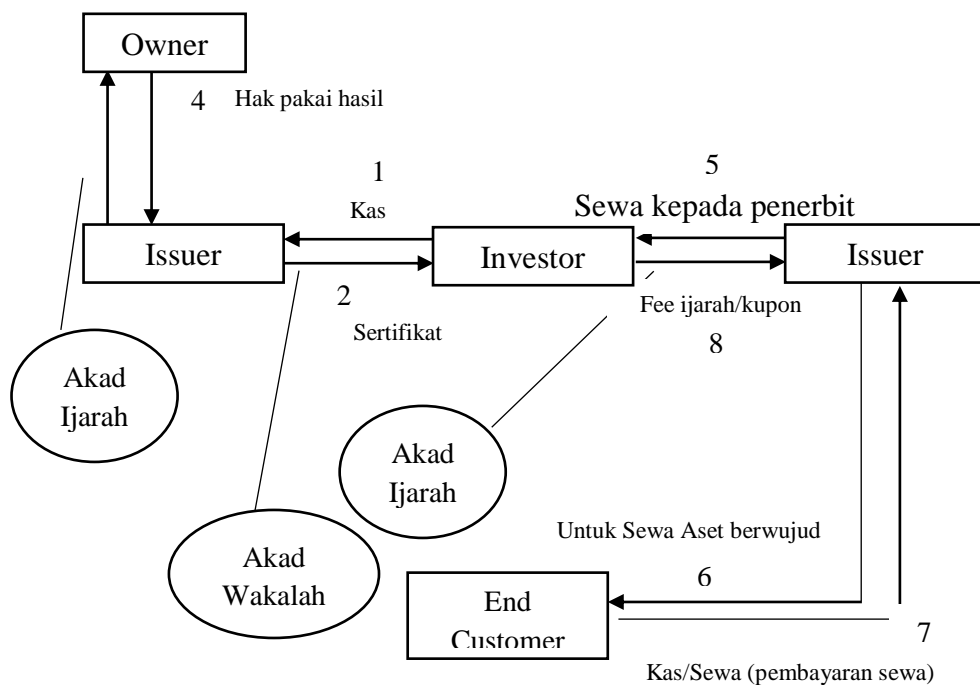 Owner
4 Hak pakai hasil
1
Kas
5
Sewa kepada penerbit
Issuer
Investor
Issuer
2
Sertifikat
Fee ijarah/kupon
8
Akad
Ijarah
Akad
Ijarah
Akad
Wakalah
Untuk Sewa Aset berwujud
6
End
Customer
7
Kas/Sewa (pembayaran sewa)